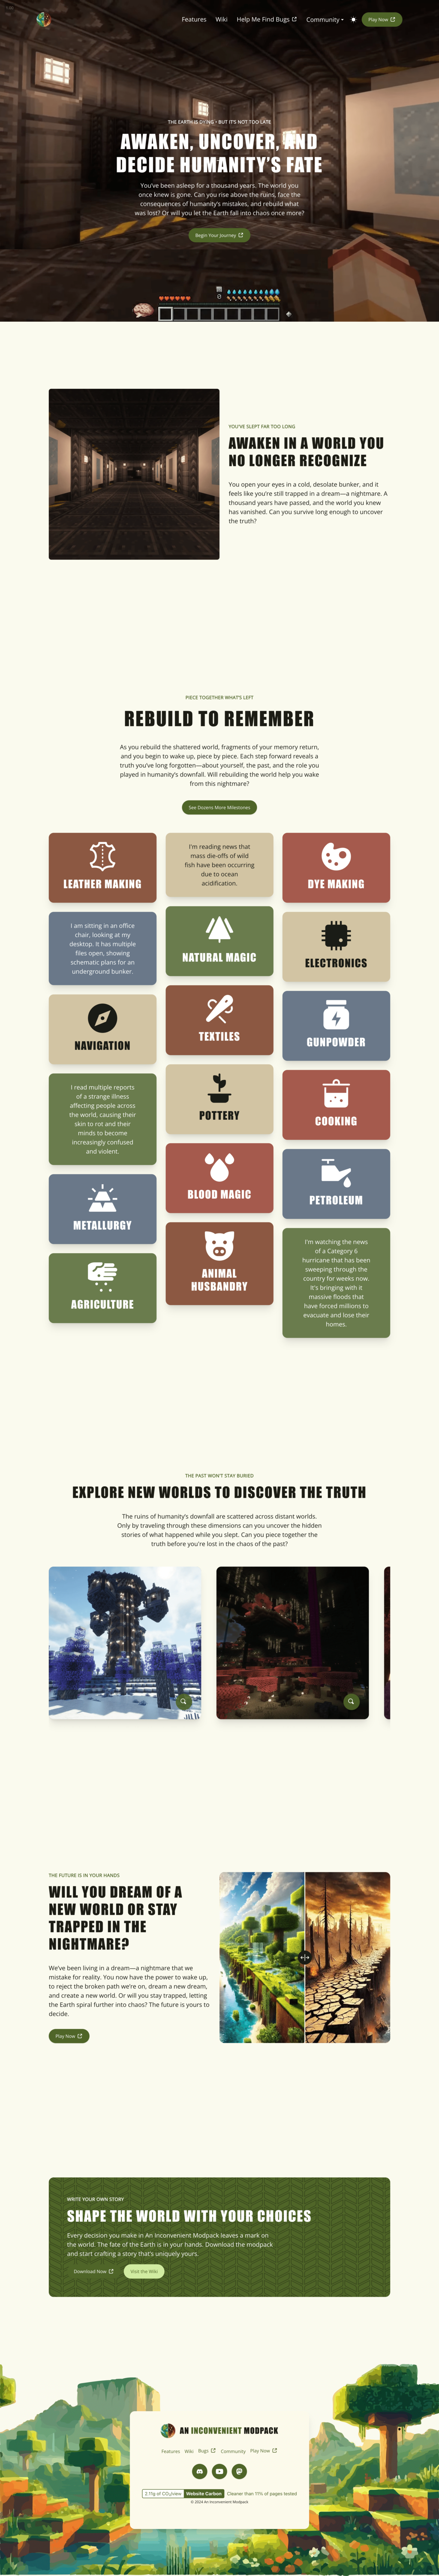 Features Wiki Help Me Find Bugs Community Play Now
THE EARTH IS DYING - BUT IT'S NOT TOO LATE
AWAKEN, UNCOVER, AND
DECIDE HUMANITY'S FATE
You've been asleep for a thousand years. The world you
once knew is gone. Can you rise above the ruins, face the
consequences of humanity's mistakes, and rebuild what
was lost? Or will you let the Earth fall into chaos once more?
Begin Your Journey
YOU'VE SLEPT FAR TOO LONG
AWAKEN IN A WORLD YOU
NO LONGER RECOGNIZE
You open your eyes in a cold, desolate bunker, and it
feels like you're still trapped in a dream—a nightmare. A
thousand years have passed, and the world you knew
has vanished. Can you survive long enough to uncover
the truth?
PIECE TOGETHER WHAT'S LEFT
REBUILD TO REMEMBER
As you rebuild the shattered world, fragments of your memory return,
and you begin to wake up, piece by piece. Each step forward reveals a
truth you've long forgotten—about yourself, the past, and the role you
played in humanity's downfall. Will rebuilding the world help you wake
from this nightmare?
See Dozens More Milestones
LEATHER MAKING
I am sitting in an office
chair, looking at my
desktop. It has multiple
files open, showing
schematic plans for an
underground bunker.
NAVIGATION
I read multiple reports
of a strange illness
affecting people across
the world, causing their
skin to rot and their
minds to become
increasingly confused
and violent.
METALLURGY
AGRICULTURE
I'm reading news that
mass die-offs of wild
fish have been occurring
due to ocean
acidification.
NATURAL MAGIC
TEXTILES
POTTERY
BLOOD MAGIC
ANIMAL
HUSBANDRY
DYE MAKING
ELECTRONICS
GUNPOWDER
COOKING
PETROLEUM
I'm watching the news
of a Category 6
hurricane that has been
sweeping through the
country for weeks now.
It's bringing with it
massive floods that
have forced millions to
evacuate and lose their
homes.
THE PAST WON'T STAY BURIED
EXPLORE NEW WORLDS TO DISCOVER THE TRUTH
The ruins of humanity's downfall are scattered across distant worlds.
Only by traveling through these dimensions can you uncover the hidden
stories of what happened while you slept. Can you piece together the
truth before you're lost in the chaos of the past?
THE FUTURE IS IN YOUR HANDS
WILL YOU DREAM OF A
NEW WORLD OR STAY
TRAPPED IN THE
NIGHTMARE?
We've been living in a dream—a nightmare that we
mistake for reality. You now have the power to wake up,
to reject the broken path we're on, dream a new dream,
and create a new world. Or will you stay trapped, letting
the Earth spiral further into chaos? The future is yours to
decide.
Play Now
WRITE YOUR OWN STORY
SHAPE THE WORLD WITH YOUR CHOICES
Every decision you make in An Inconvenient Modpack leaves a mark on
the world. The fate of the Earth is in your hands. Download the modpack
and start crafting a story that's uniquely yours.
Download Now Visit the Wiki
AN INCONVENIENT MODPACK
Features Wiki Bugs Community Play Now
2.11g of CO₂/view Website Carbon Cleaner than 11% of pages tested
© 2024 An Inconvenient Modpack